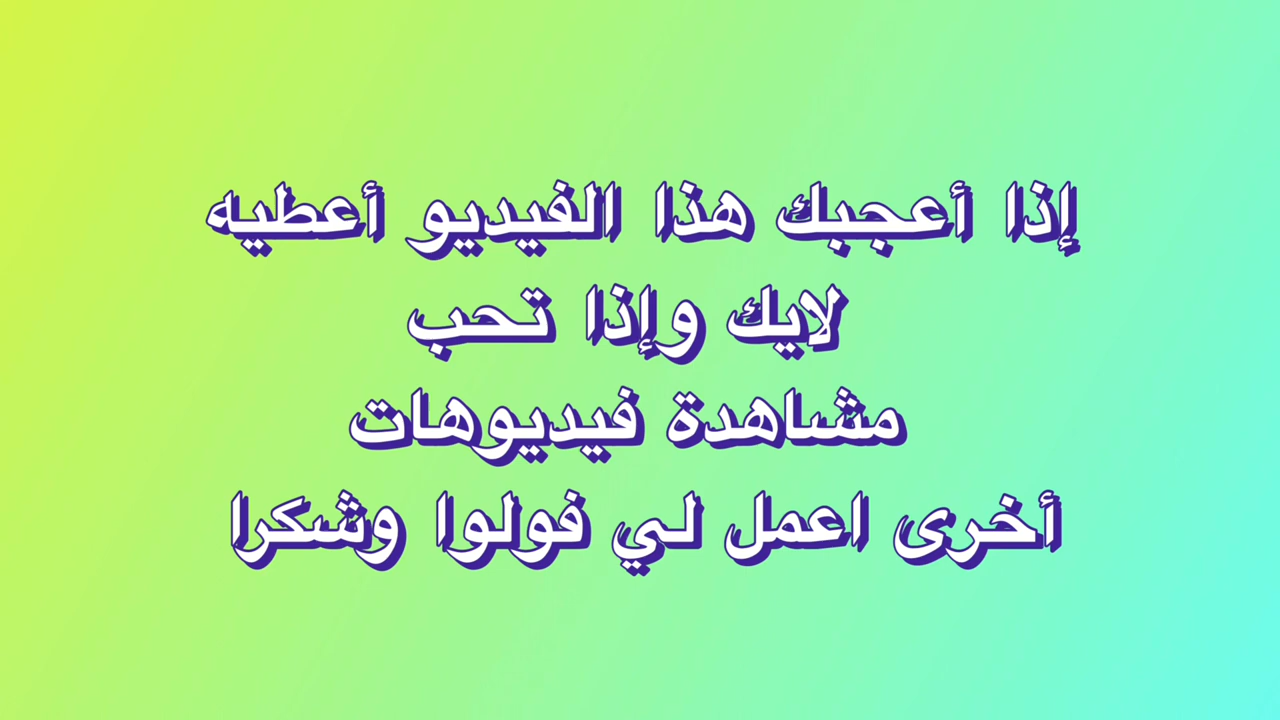 إذا أعجبك هذا الفيديو أعطيه
لايك وإذا تحب
مشاهدة فيديوهات
أخرى اعمل لي فولوا وشكرا